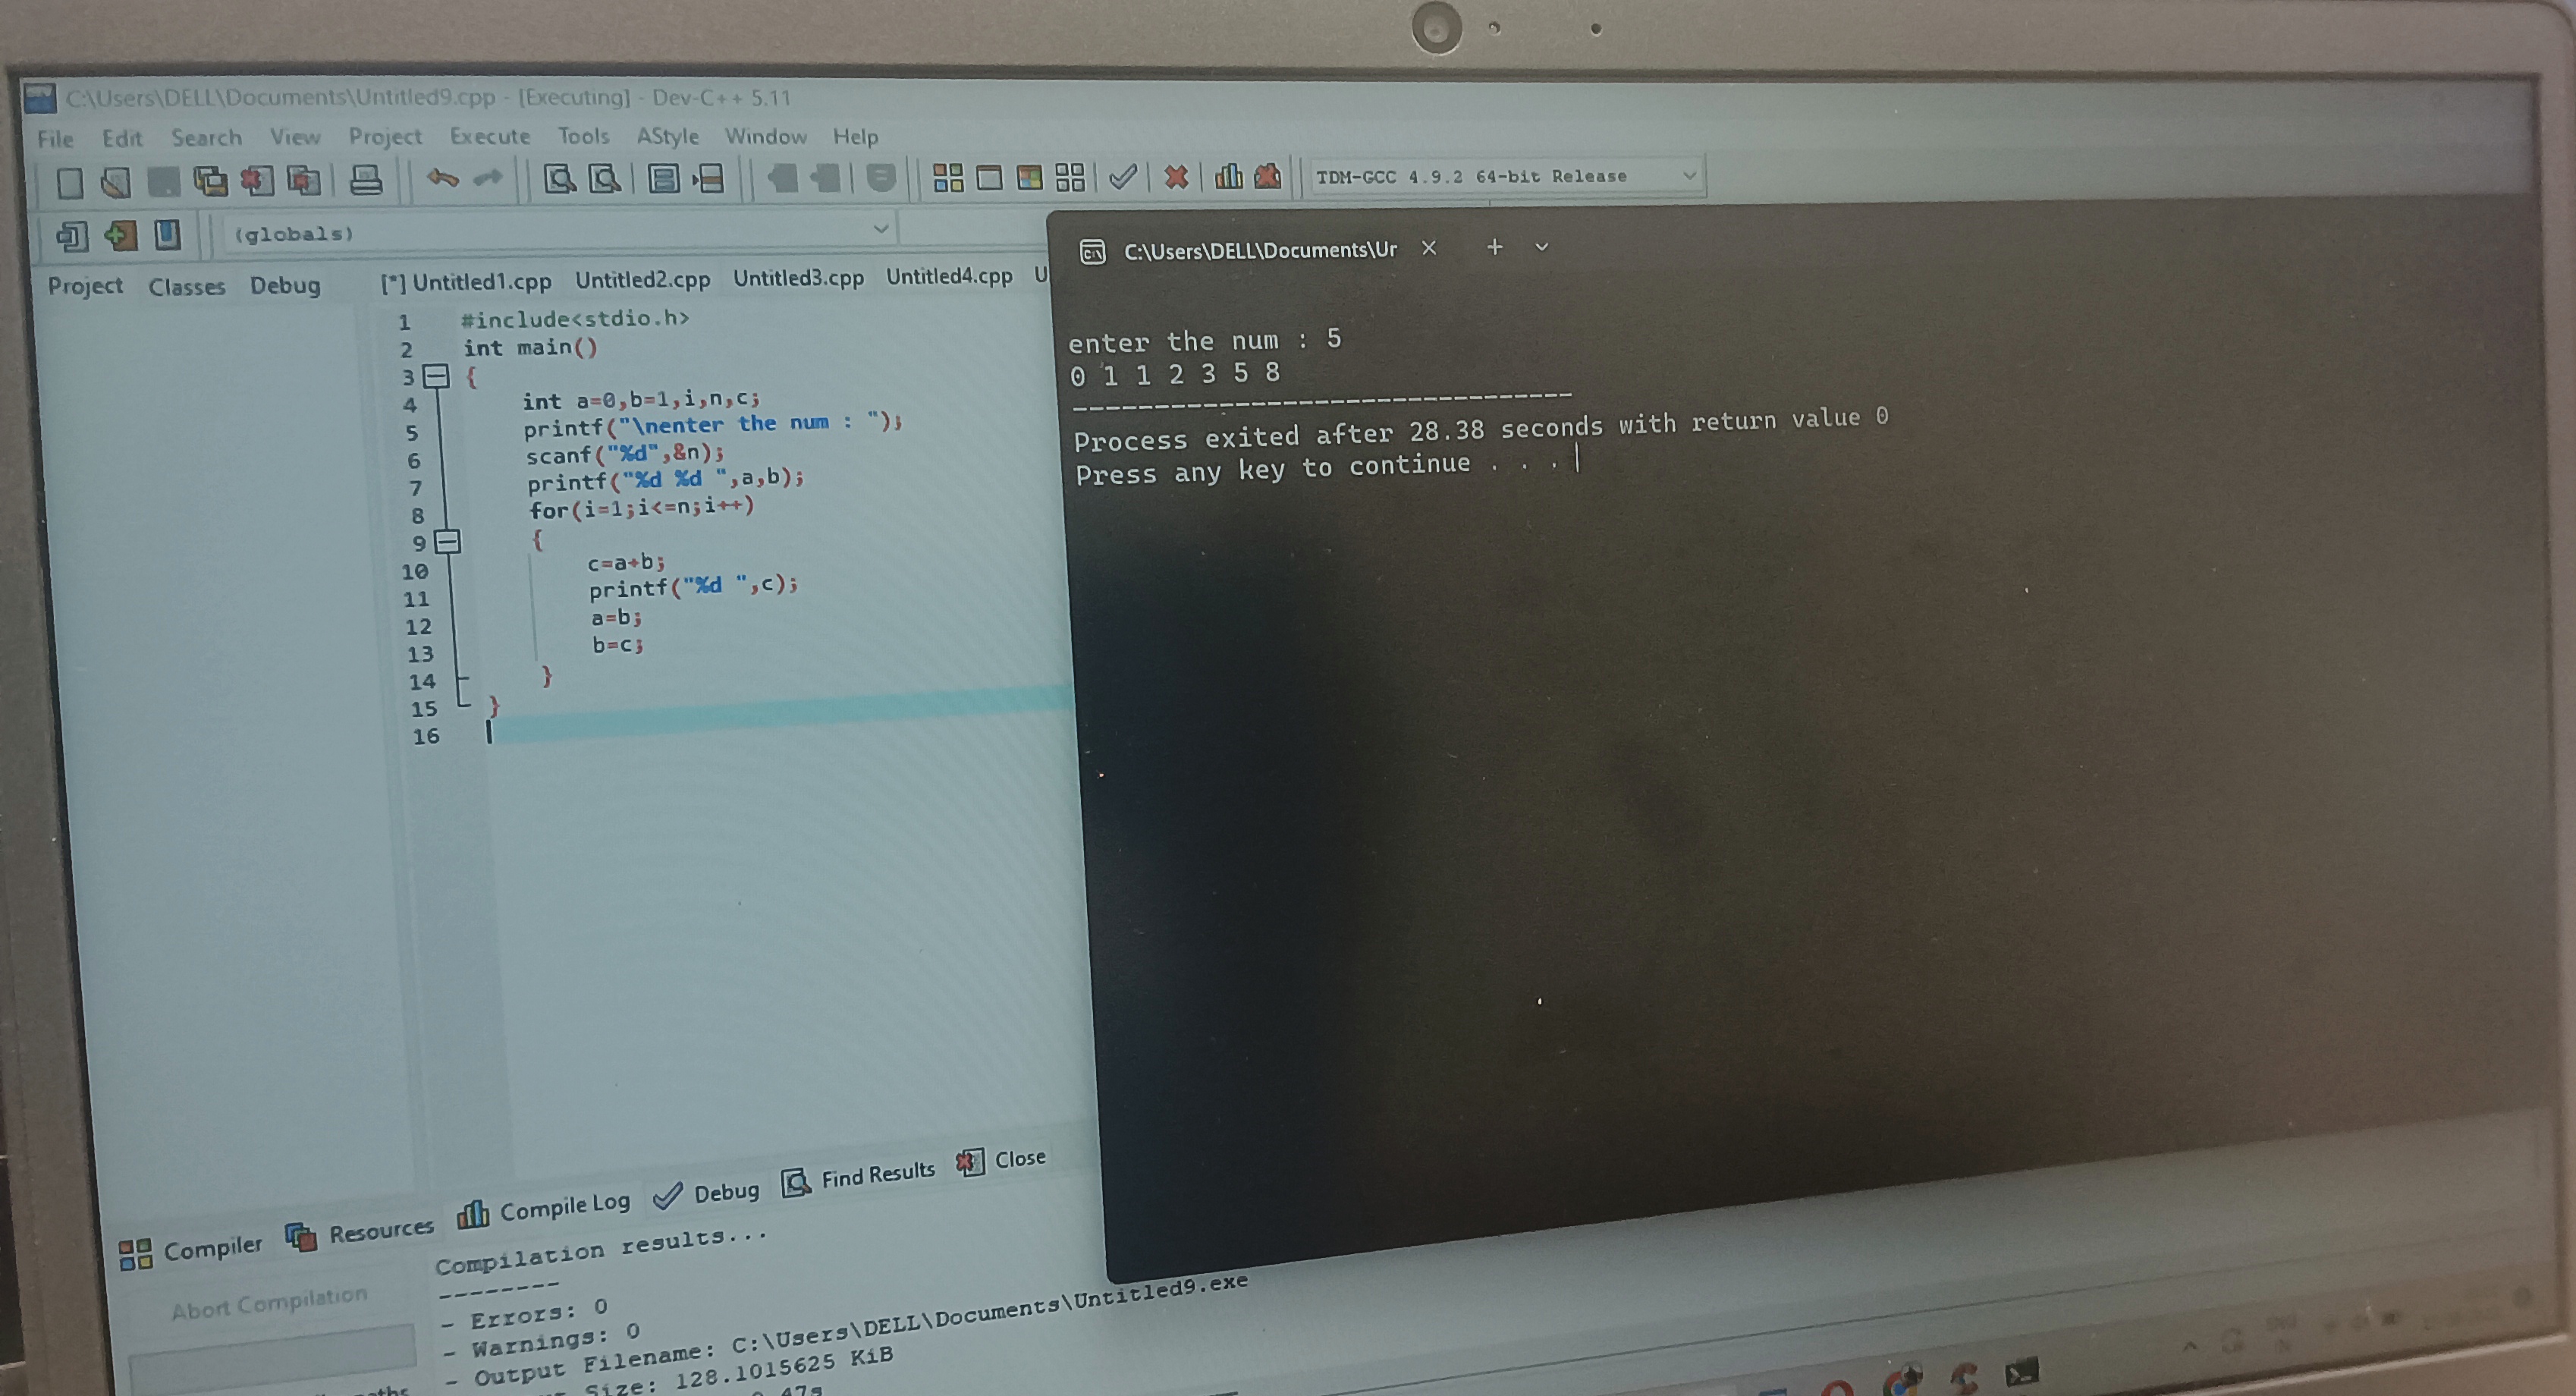 C:\Users\DELL\Documents\Untitled9.cpp - [Executing] - Dev-C++ 5.11
File Edit Search View Project Execute Tools AStyle Window Help
TDM-GCC 4.9.2 64-bit Release
(globals)
Project Classes Debug
[*] Untitled1.cpp Untitled2.cpp Untitled3.cpp Untitled4.cpp U
1 #include<stdio.h>
2 int main()
3 {
4 int a=0,b=1,i,n,c;
5 printf("\nenter the num : ");
6 scanf("%d",&n);
7 printf("%d %d ",a,b);
8 for(i=1;i<=n;i++)
9 {
10 c=a+b;
11 printf("%d ",c);
12 a=b;
13 b=c;
14 }
15 }
16
C:\Users\DELL\Documents\Ur
enter the num : 5
0 1 1 2 3 5 8
--------------------------------
Process exited after 28.38 seconds with return value 0
Press any key to continue . . .
Compiler Resources Compile Log Debug Find Results Close
Abort Compilation
Compilation results...
--------
- Errors: 0
- Warnings: 0
- Output Filename: C:\Users\DELL\Documents\Untitled9.exe
Size: 128.1015625 KiB